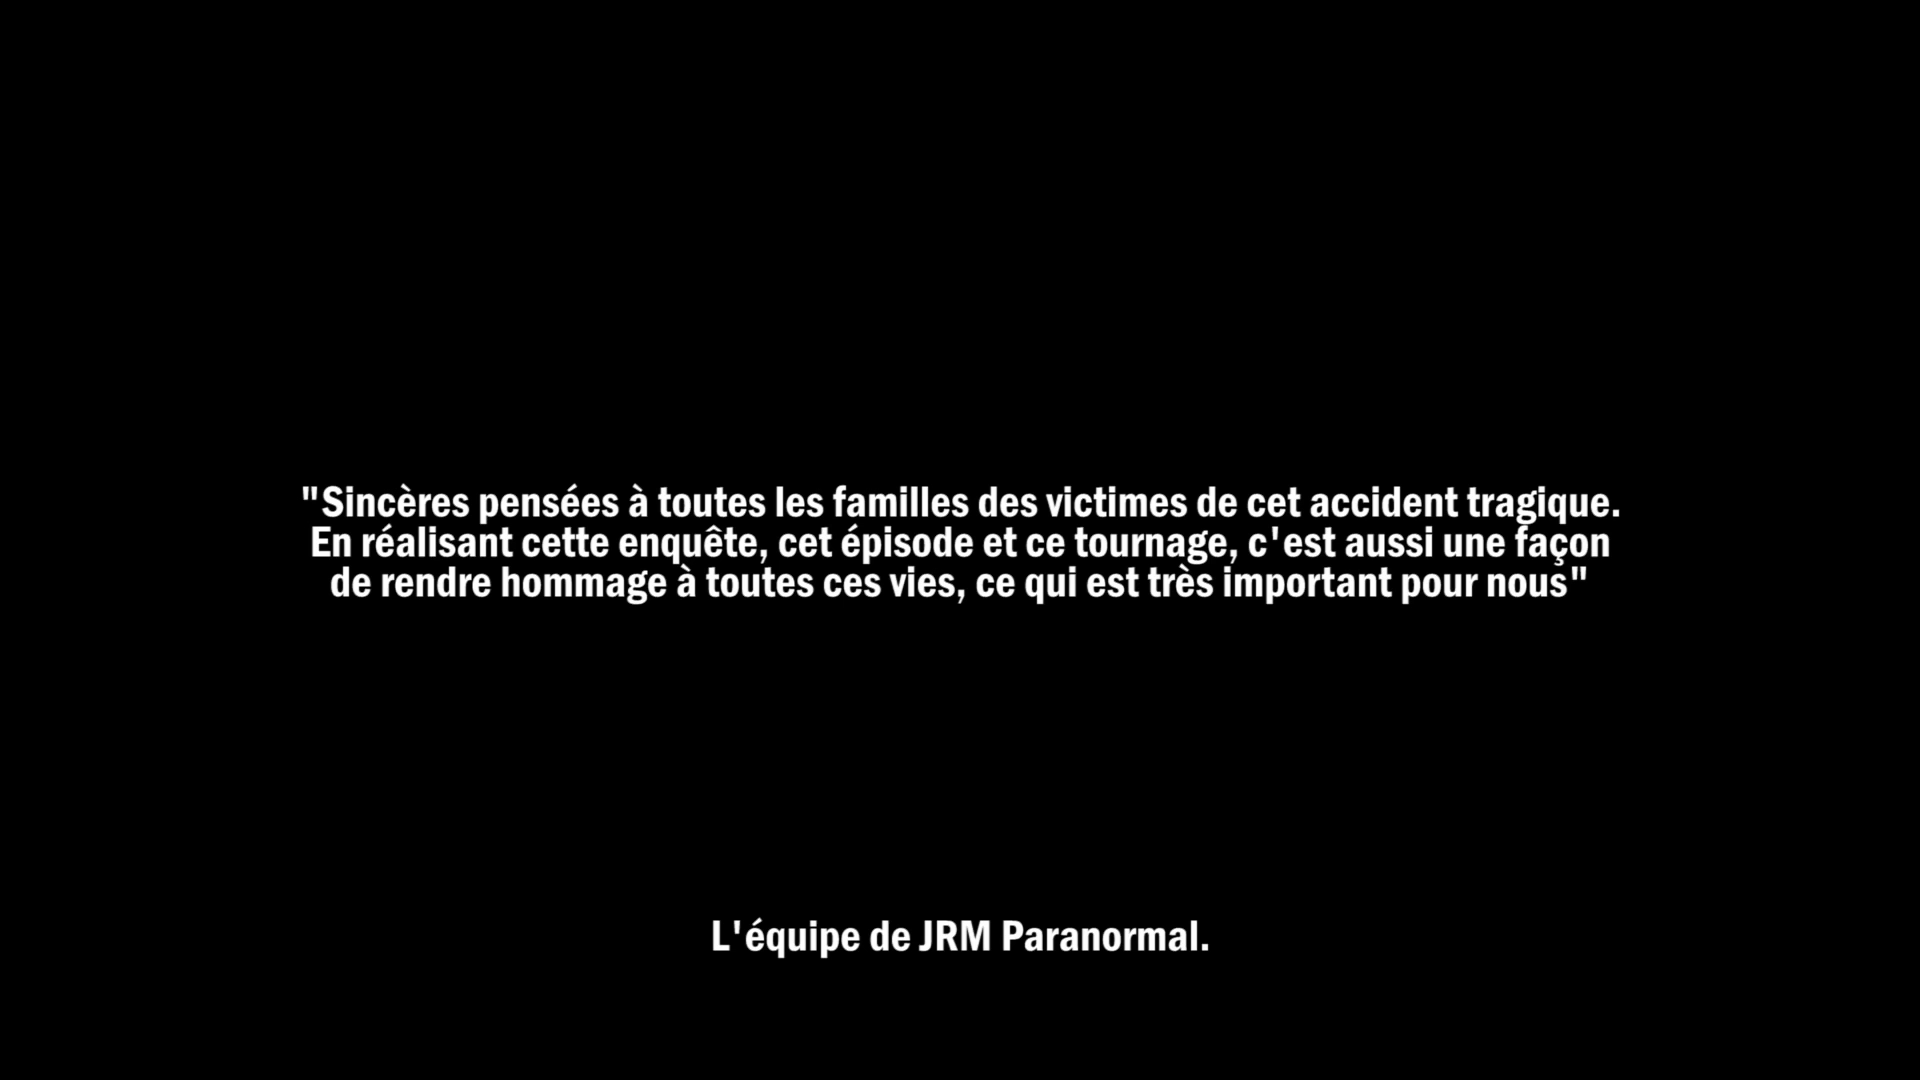 "Sincères pensées à toutes les familles des victimes de cet accident tragique.
En réalisant cette enquête, cet épisode et ce tournage, c'est aussi une façon
de rendre hommage à toutes ces vies, ce qui est très important pour nous"
L'équipe de JRM Paranormal.